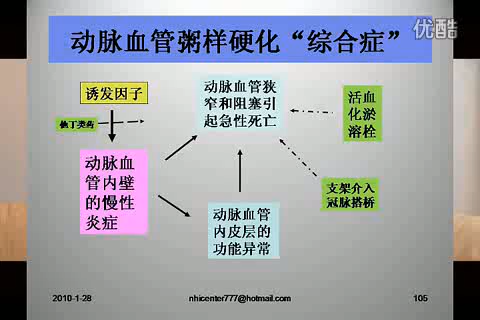 优酷
动脉血管粥样硬化“综合症”
诱发因子
他丁类药
动脉血
管内壁
的慢性
炎症
动脉血管狭
窄和阻塞引
起急性死亡
活血
化淤
溶栓
支架介入
冠脉搭桥
动脉血管
内皮层的
功能异常
2010-1-28
nhicenter777@hotmail.com
105